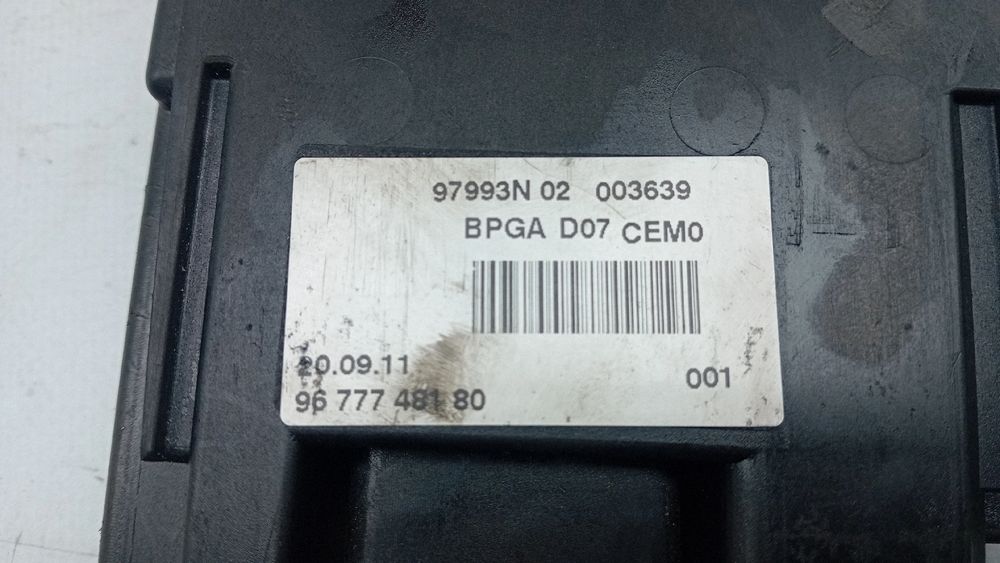 97993N 02 003639
BPGA D07 CEM0
20.09.11
001
96 777 481 80